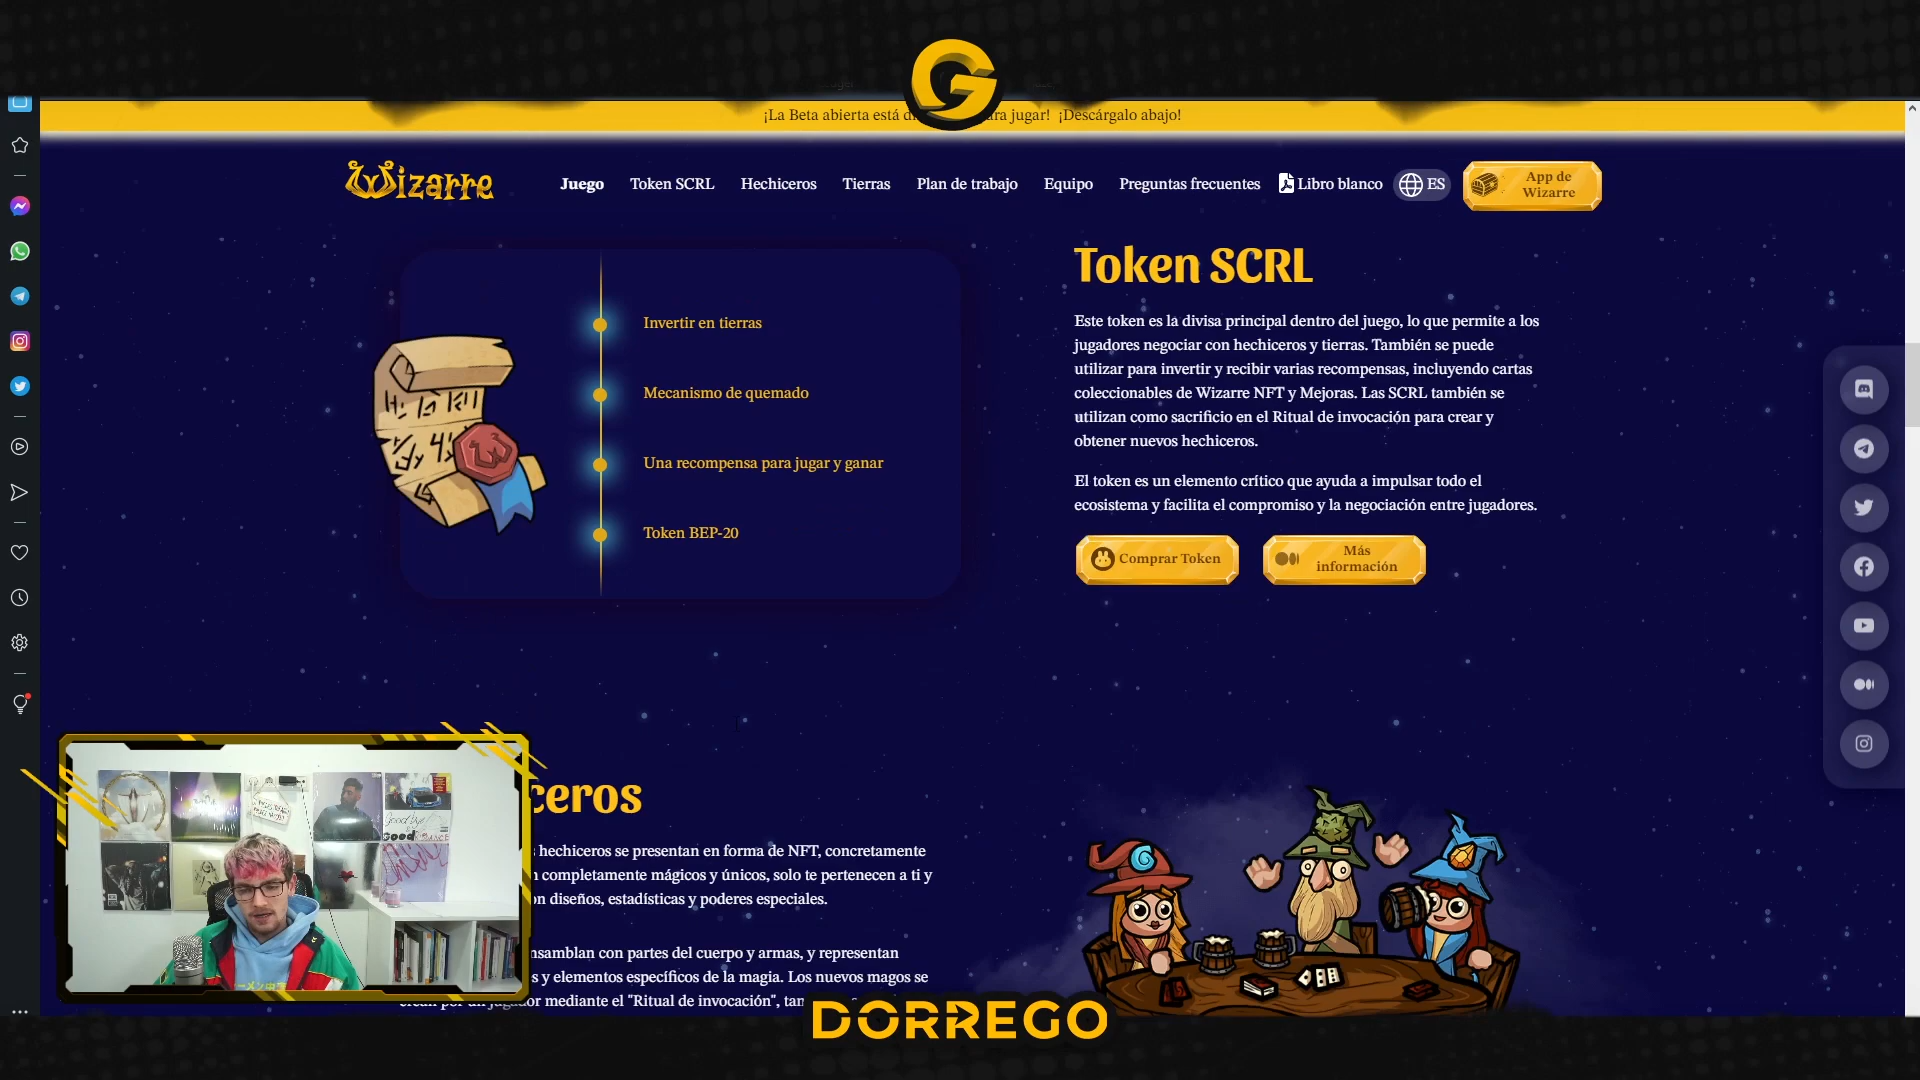 ¡La Beta abierta está d ra jugar! ¡Descárgalo abajo!
Wizarre
Juego
Token SCRL
Hechiceros
Tierras
Plan de trabajo
Equipo
Preguntas frecuentes
Libro blanco
ES
App de
Wizarre
Invertir en tierras
Mecanismo de quemado
Una recompensa para jugar y ganar
Token BEP-20
Token SCRL
Este token es la divisa principal dentro del juego, lo que permite a los
jugadores negociar con hechiceros y tierras. También se puede
utilizar para invertir y recibir varias recompensas, incluyendo cartas
coleccionables de Wizarre NFT y Mejoras. Las SCRL también se
utilizan como sacrificio en el Ritual de invocación para crear y
obtener nuevos hechiceros.
El token es un elemento crítico que ayuda a impulsar todo el
ecosistema y facilita el compromiso y la negociación entre jugadores.
Comprar Token
Más
información
ceros
hechiceros se presentan en forma de NFT, concretamente
n completamente mágicos y únicos, solo te pertenecen a ti y
on diseños, estadísticas y poderes especiales.
nsamblan con partes del cuerpo y armas, y representan
s y elementos específicos de la magia. Los nuevos magos se
dor mediante el "Ritual de invocación", tan
DORREGO